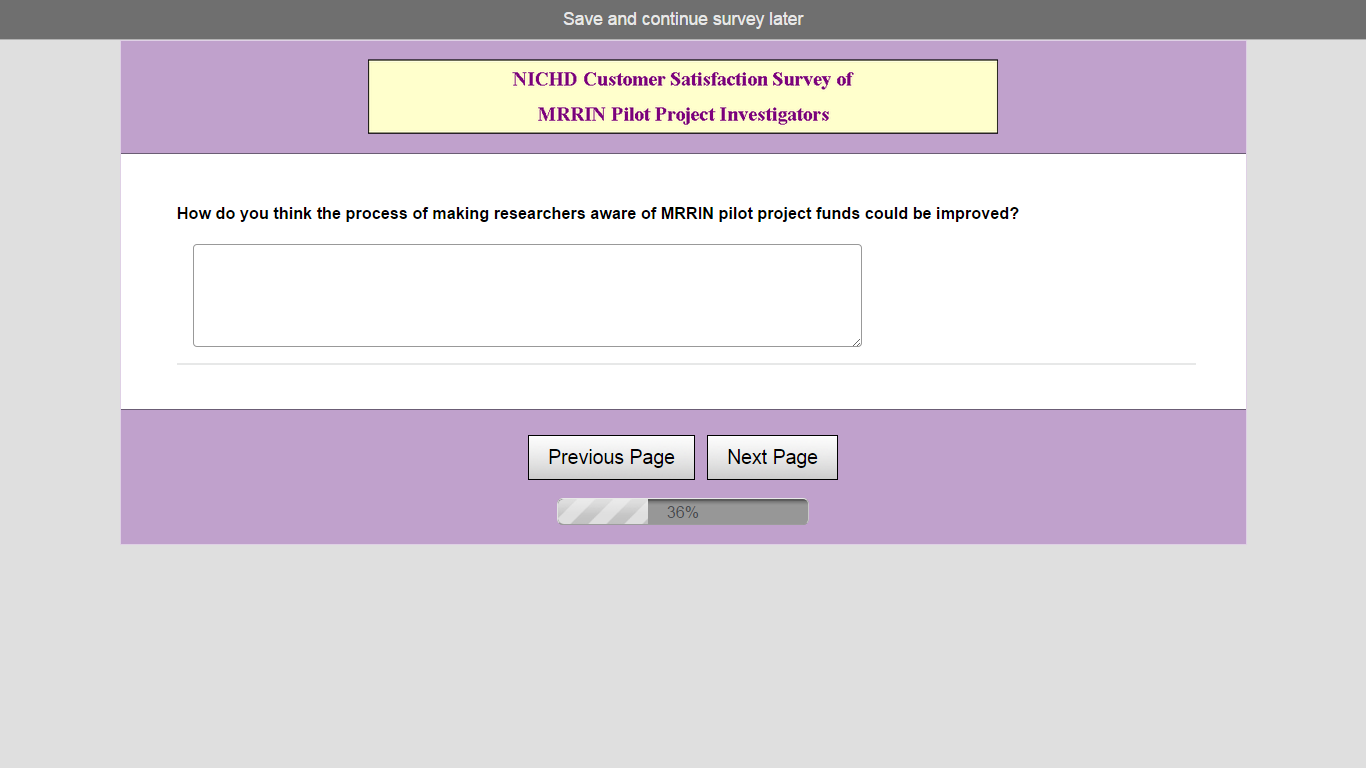 Save and continue survey later
NICHD Customer Satisfaction Survey of
MRRIN Pilot Project Investigators
How do you think the process of making researchers aware of MRRIN pilot project funds could be improved?
Previous Page
Next Page
36%